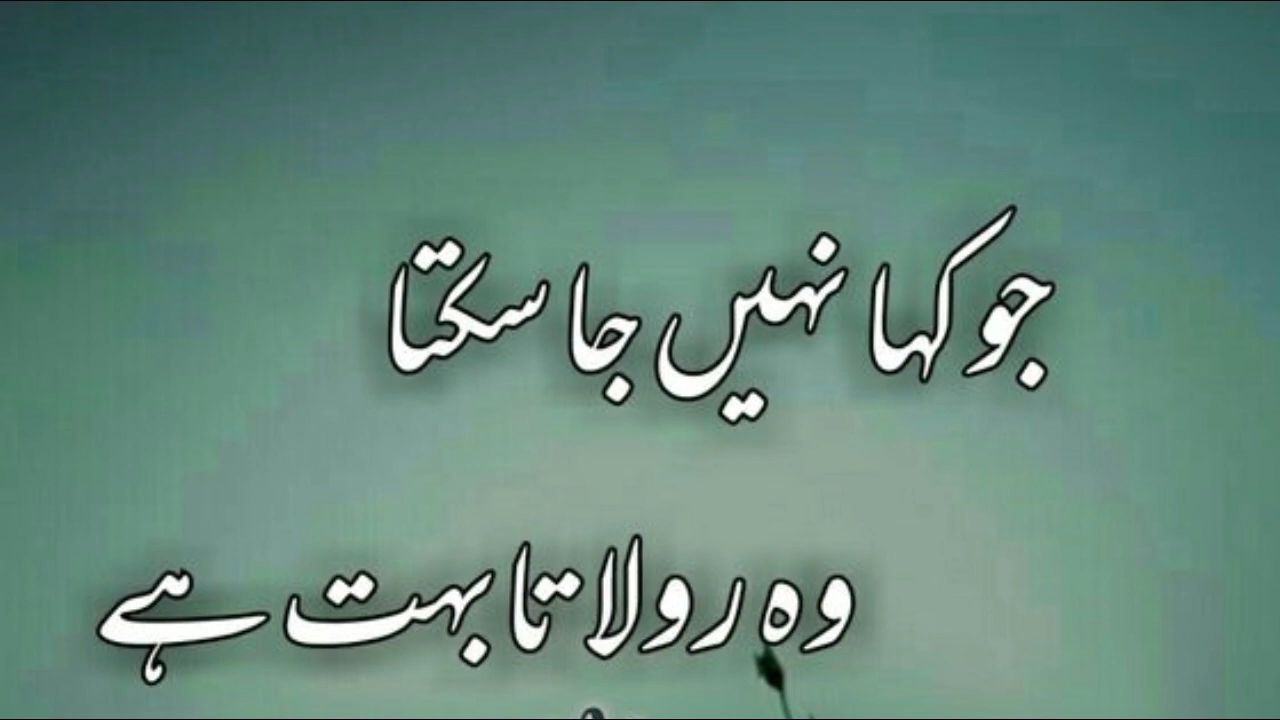 جو کہا نہیں جا سکتا
وہ رولاتا بہت ہے